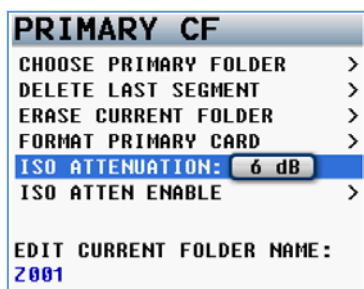 PRIMARY CF
CHOOSE PRIMARY FOLDER >
DELETE LAST SEGMENT >
ERASE CURRENT FOLDER >
FORMAT PRIMARY CARD >
ISO ATTENUATION: 6 dB
ISO ATTEN ENABLE >
EDIT CURRENT FOLDER NAME:
Z001